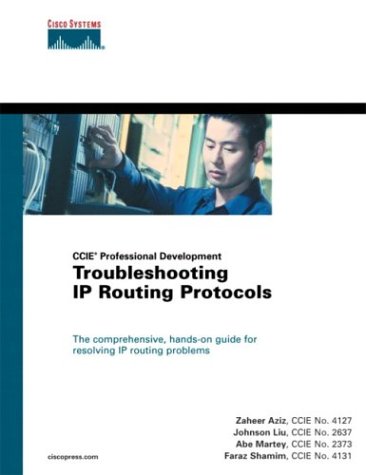 CISCO SYSTEMS
CCIE® Professional Development
Troubleshooting
IP Routing Protocols
The comprehensive, hands-on guide for
resolving IP routing problems
Zaheer Aziz, CCIE No. 4127
Johnson Liu, CCIE No. 2637
Abe Martey, CCIE No. 2373
Faraz Shamim, CCIE No. 4131
ciscopress.com